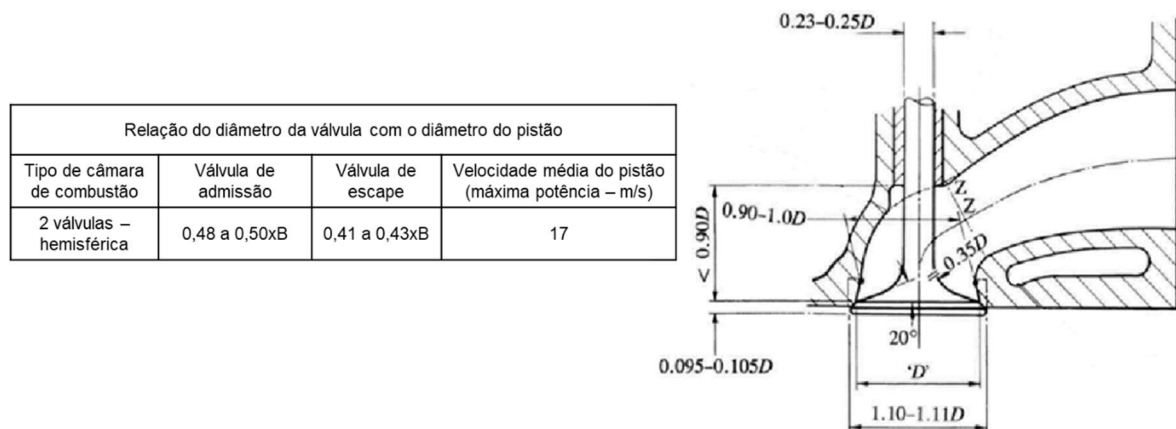 Relação do diâmetro da válvula com o diâmetro do pistão
Tipo de câmara de combustão
Válvula de admissão
Válvula de escape
Velocidade média do pistão (máxima potência – m/s)
2 válvulas – hemisférica
0,48 a 0,50xB
0,41 a 0,43xB
17
0.23–0.25D
Z
Z
0.90–1.0D
< 0.90D
0.35D
20°
0.095–0.105D
'D'
1.10–1.11D